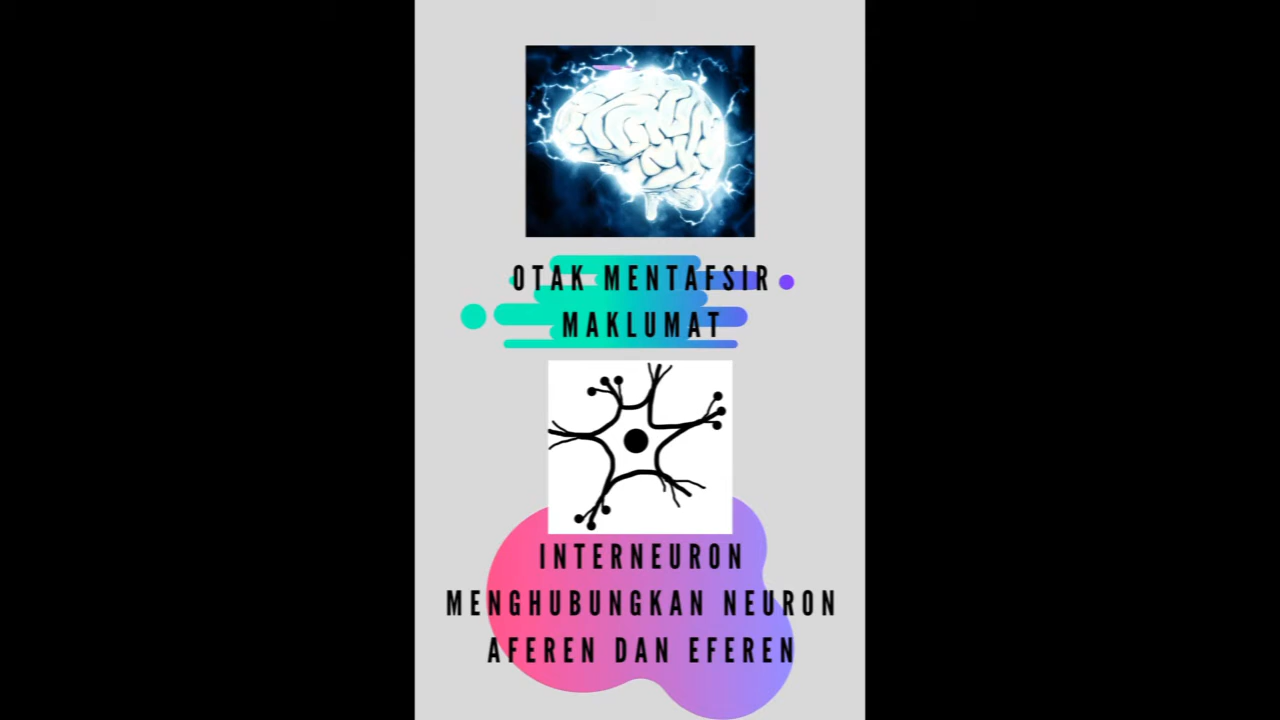 OTAK MENTAFSIR
MAKLUMAT
INTERNEURON
MENGHUBUNGKAN NEURON
AFEREN DAN EFEREN